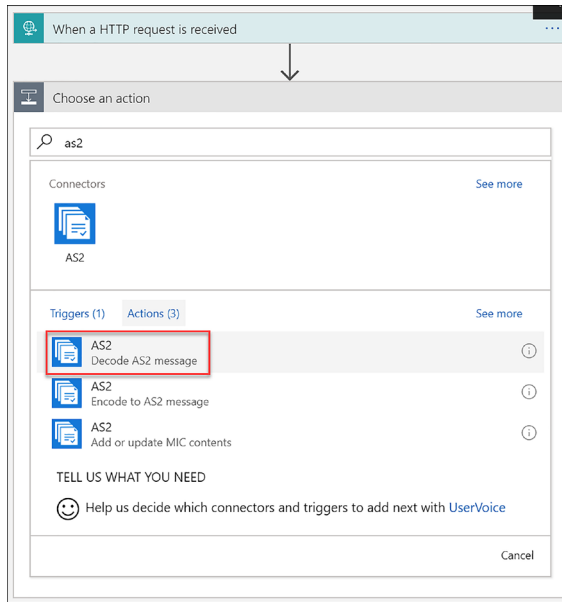 When a HTTP request is received
Choose an action
as2
Connectors
See more
AS2
Triggers (1)
Actions (3)
See more
AS2
Decode AS2 message
AS2
Encode to AS2 message
AS2
Add or update MIC contents
TELL US WHAT YOU NEED
Help us decide which connectors and triggers to add next with UserVoice
Cancel